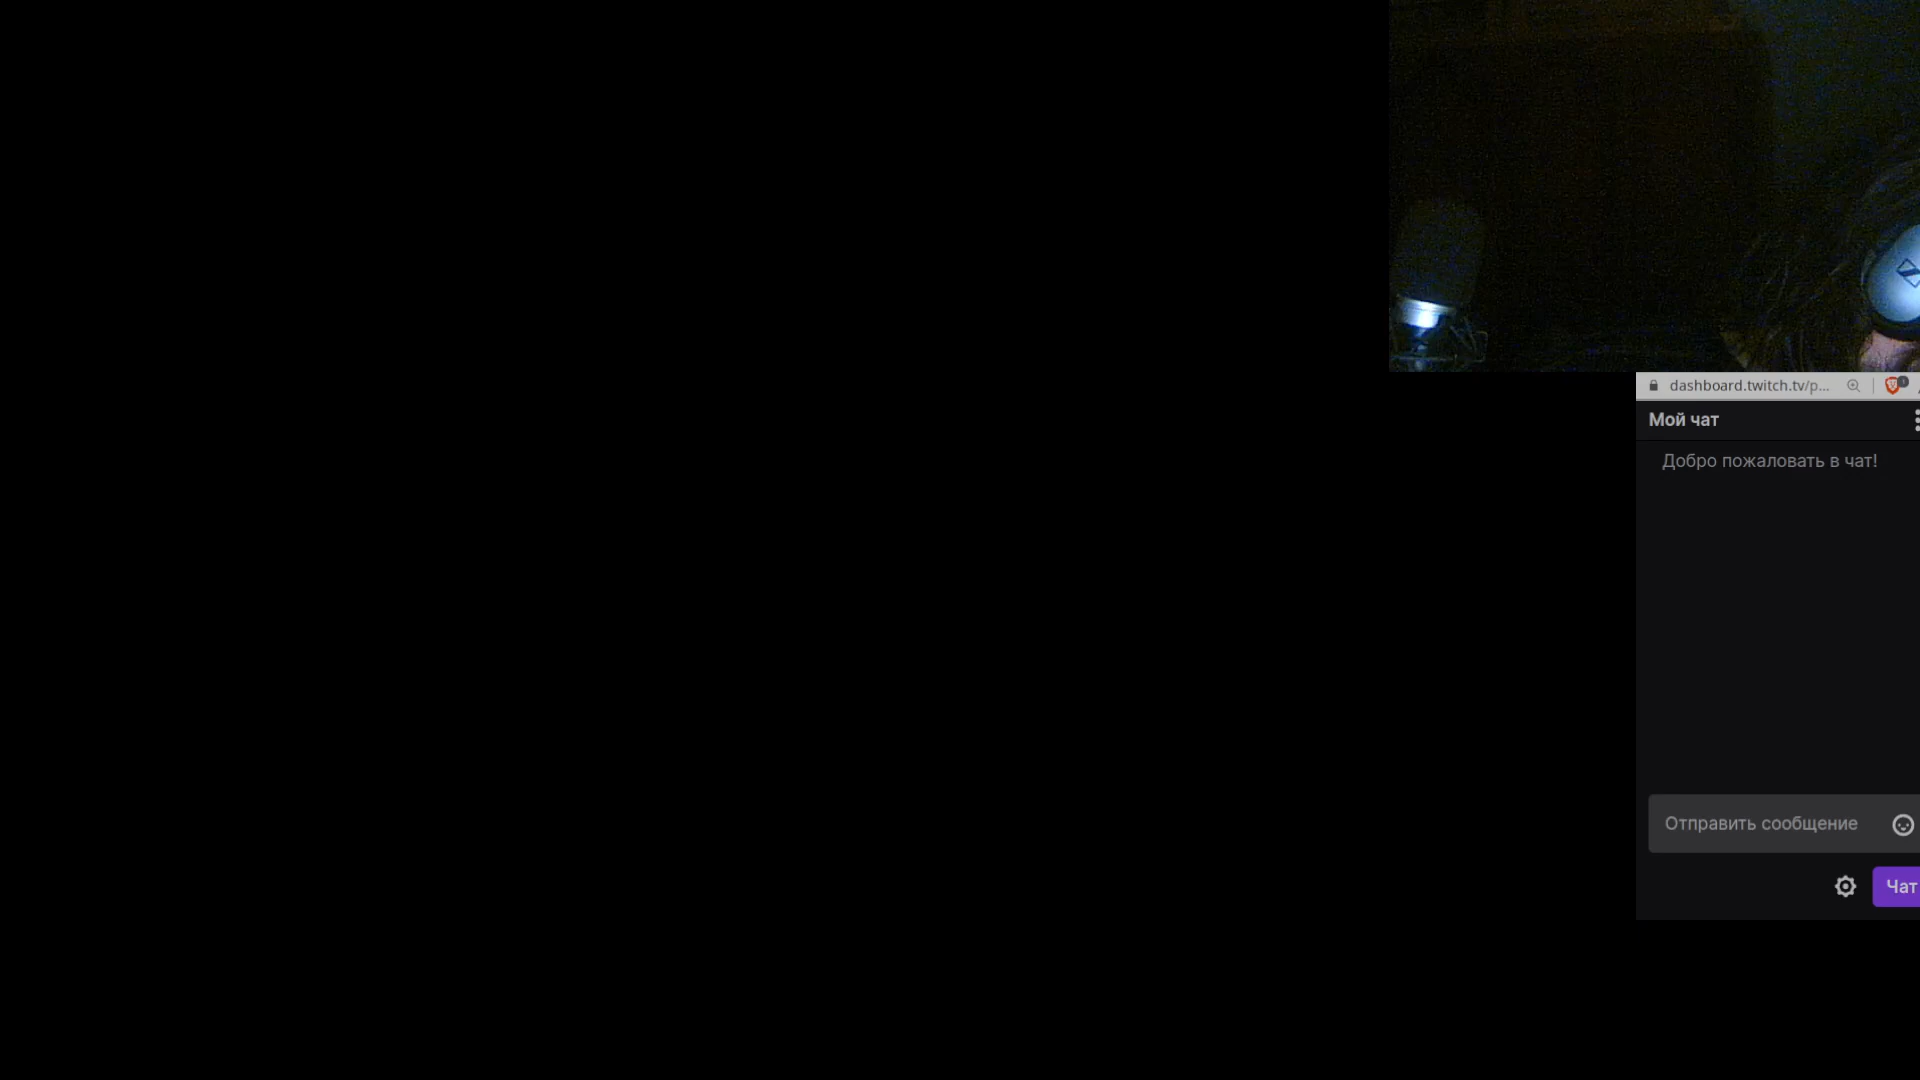 dashboard.twitch.tv/p...
Мой чат
Добро пожаловать в чат!
Отправить сообщение
Чат